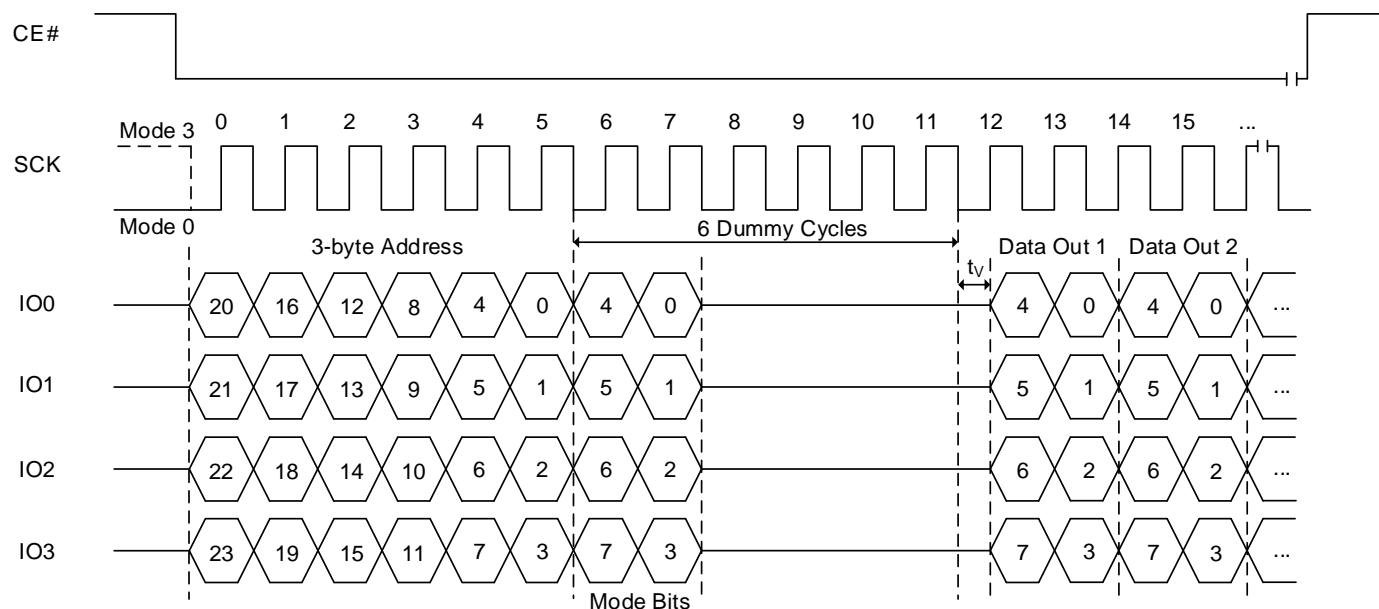 CE#
Mode 3 0 1 2 3 4 5 6 7 8 9 10 11 12 13 14 15 ...
SCK
Mode 0
3-byte Address 6 Dummy Cycles Data Out 1 Data Out 2
tV
IO0 20 16 12 8 4 0 4 0 4 0 4 0 ...
IO1 21 17 13 9 5 1 5 1 5 1 5 1 ...
IO2 22 18 14 10 6 2 6 2 6 2 6 2 ...
IO3 23 19 15 11 7 3 7 3 7 3 7 3 ...
Mode Bits